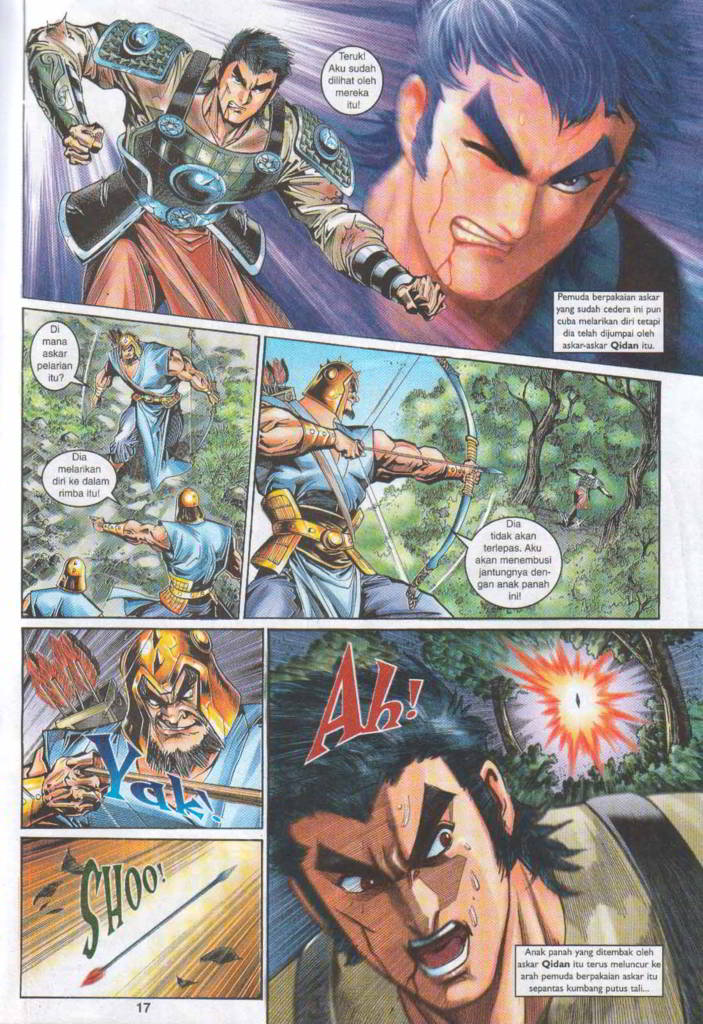 Teruk!
Aku sudah
dilihat oleh
mereka
itu!
Pemuda berpakaian askar
yang sudah cedera ini pun
cuba melarikan diri tetapi
dia telah dijumpai oleh
askar-askar Qidan itu.
Di
mana
askar
pelarian
itu?
Dia
melarikan
diri ke dalam
rimba itu!
Dia
tidak akan
terlepas. Aku
akan menembusi
jantungnya den-
gan anak panah
ini!
Yak!
Ah!
SHOO!
Anak panah yang ditembak oleh
askar Qidan itu terus meluncur ke
arah pemuda berpakaian askar itu
sepantas kumbang putus tali...
17